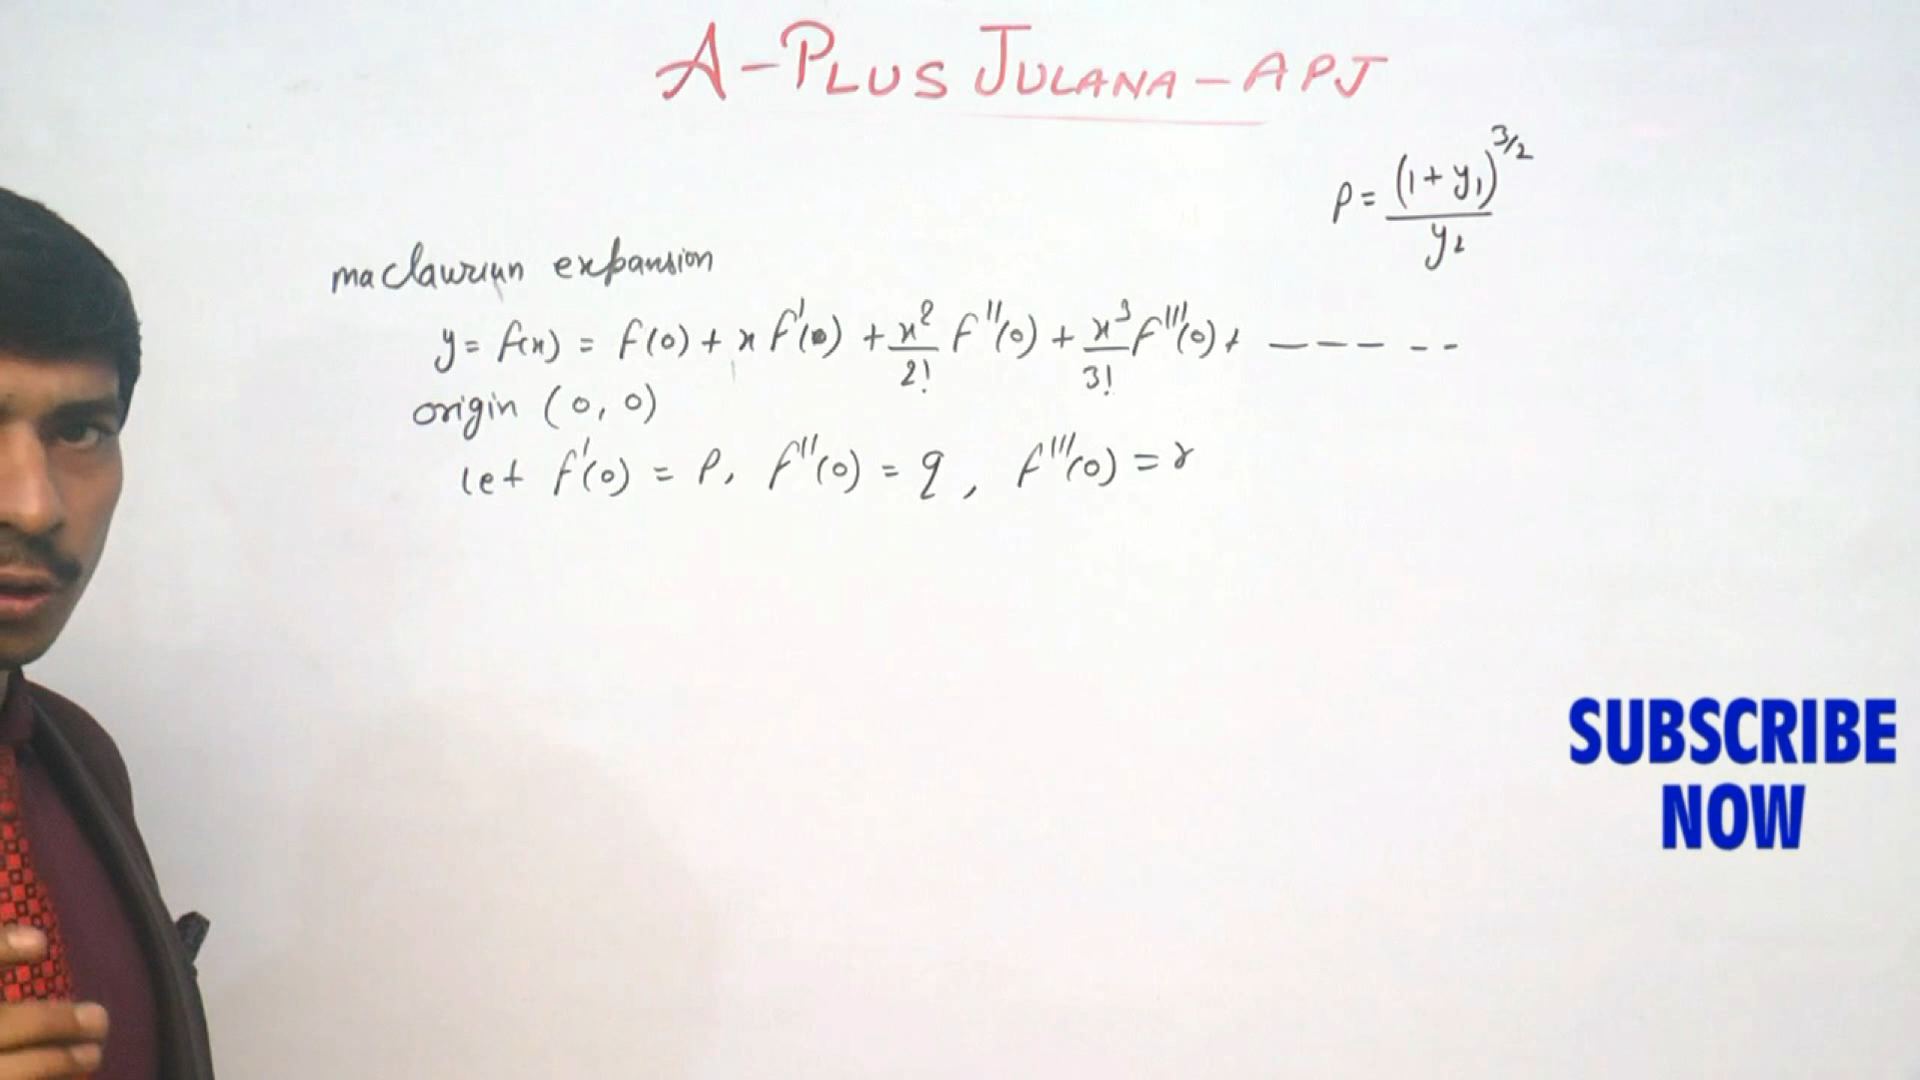 A-PLUS JULANA-APJ
ρ = (1+y₁)^3/2 / y₂
maclawriun expansion
y = f(x) = f(0) + x f'(0) + x²/2! f''(0) + x³/3! f'''(0) + ------
origin (0,0)
let f'(0) = p, f''(0) = q, f'''(0) = r
SUBSCRIBE
NOW